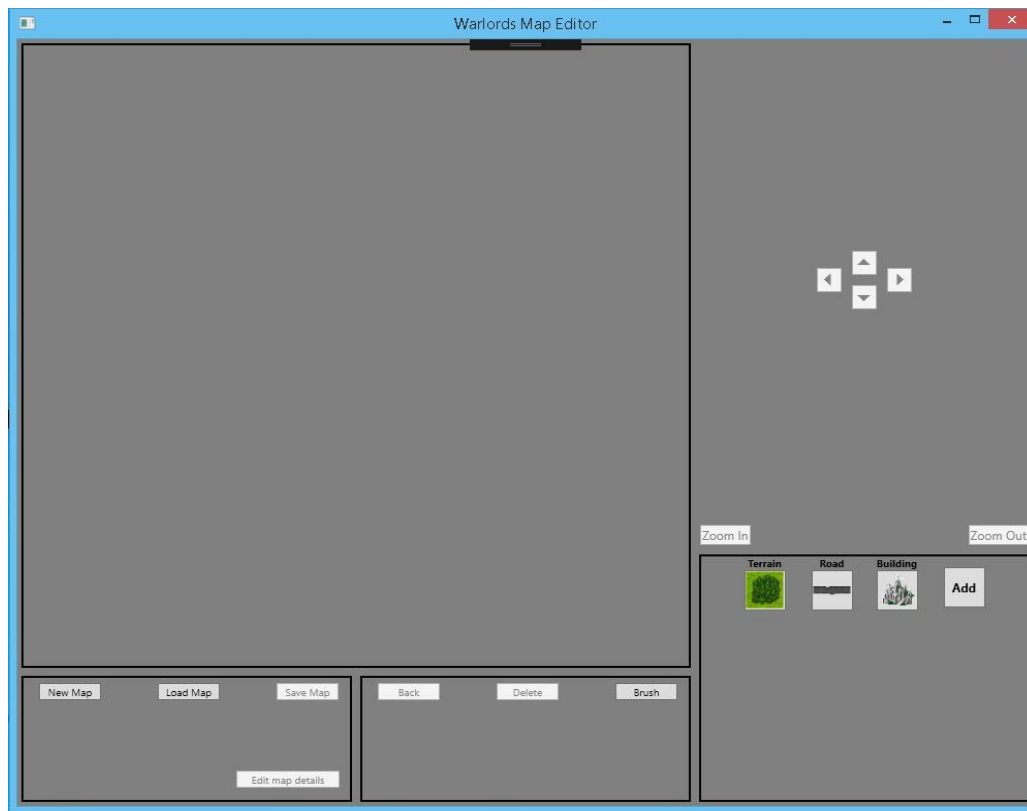 Warlords Map Editor
Zoom In
Zoom Out
Terrain
Road
Building
Add
New Map
Load Map
Save Map
Edit map details
Back
Delete
Brush